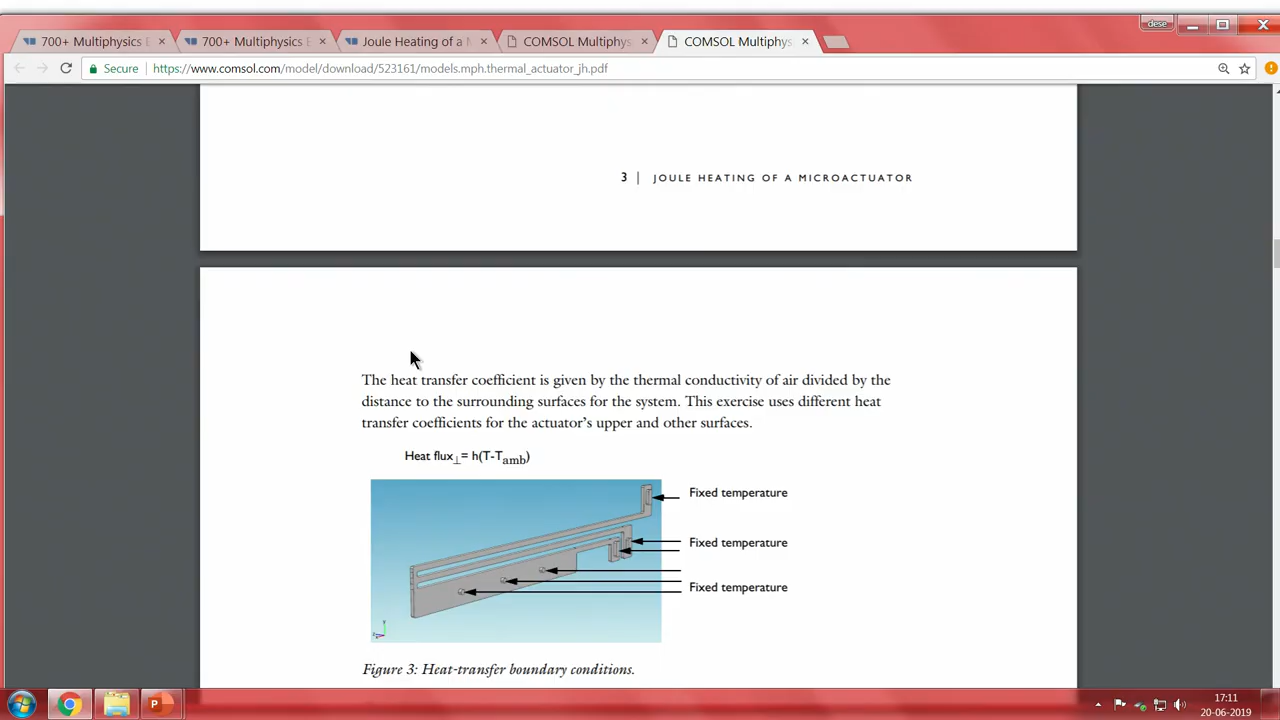 dese
700+ Multiphysics E
700+ Multiphysics E
Joule Heating of a M
COMSOL Multiphys
COMSOL Multiphys
Secure
https://www.comsol.com/model/download/523161/models.mph.thermal_actuator_jh.pdf
3 | JOULE HEATING OF A MICROACTUATOR
The heat transfer coefficient is given by the thermal conductivity of air divided by the
distance to the surrounding surfaces for the system. This exercise uses different heat
transfer coefficients for the actuator's upper and other surfaces.
Heat flux⊥= h(T-Tamb)
Fixed temperature
Fixed temperature
Fixed temperature
Figure 3: Heat-transfer boundary conditions.
17:11
20-06-2019